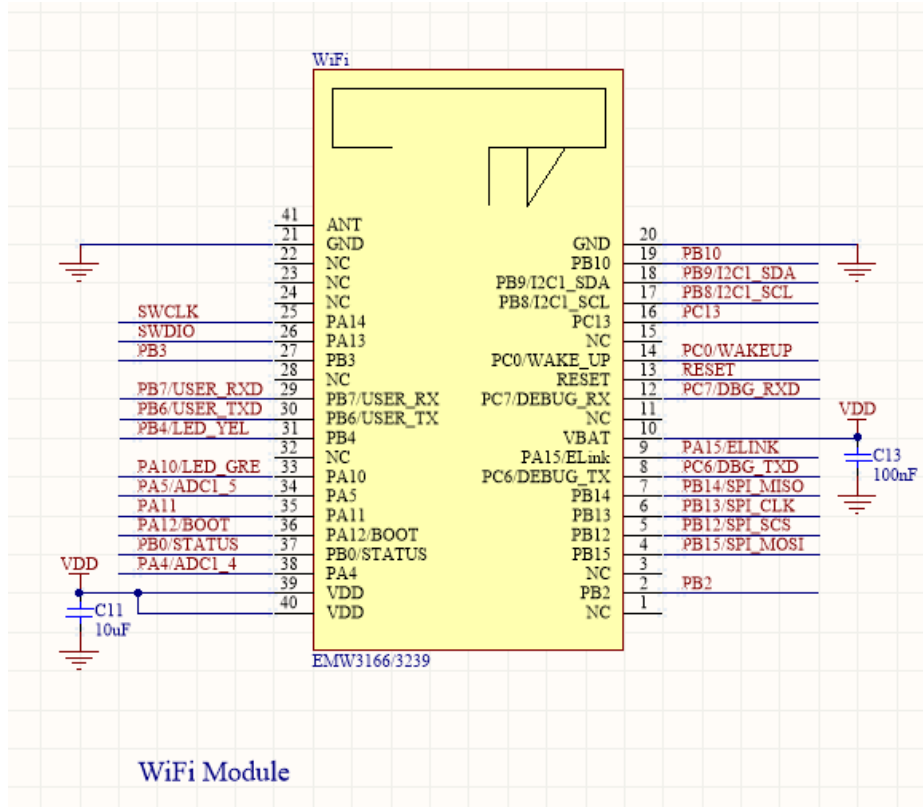 WiFi
41 ANT
21 GND
22 NC
23 NC
24 NC
SWCLK 25 PA14
SWDIO 26 PA13
PB3 27 PB3
28 NC
PB7/USER_RXD 29 PB7/USER_RX
PB6/USER_TXD 30 PB6/USER_TX
PB4/LED_YEL 31 PB4
32 NC
PA10/LED_GRE 33 PA10
PA5/ADC1_5 34 PA5
PA11 35 PA11
PA12/BOOT 36 PA12/BOOT
PB0/STATUS 37 PB0/STATUS
PA4/ADC1_4 38 PA4
VDD
39 VDD
40 VDD
C11
10uF
GND 20
PB10 19 PB10
PB9/I2C1_SDA 18 PB9/I2C1_SDA
PB8/I2C1_SCL 17 PB8/I2C1_SCL
PC13 16 PC13
NC 15
PC0/WAKE_UP 14 PC0/WAKEUP
RESET 13 RESET
PC7/DEBUG_RX 12 PC7/DBG_RXD
NC 11
VBAT 10
VDD
PA15/ELink 9 PA15/ELINK
PC6/DEBUG_TX 8 PC6/DBG_TXD
C13
100nF
PB14 7 PB14/SPI_MISO
PB13 6 PB13/SPI_CLK
PB12 5 PB12/SPI_SCS
PB15 4 PB15/SPI_MOSI
NC 3
PB2 2 PB2
NC 1
EMW3166/3239
WiFi Module